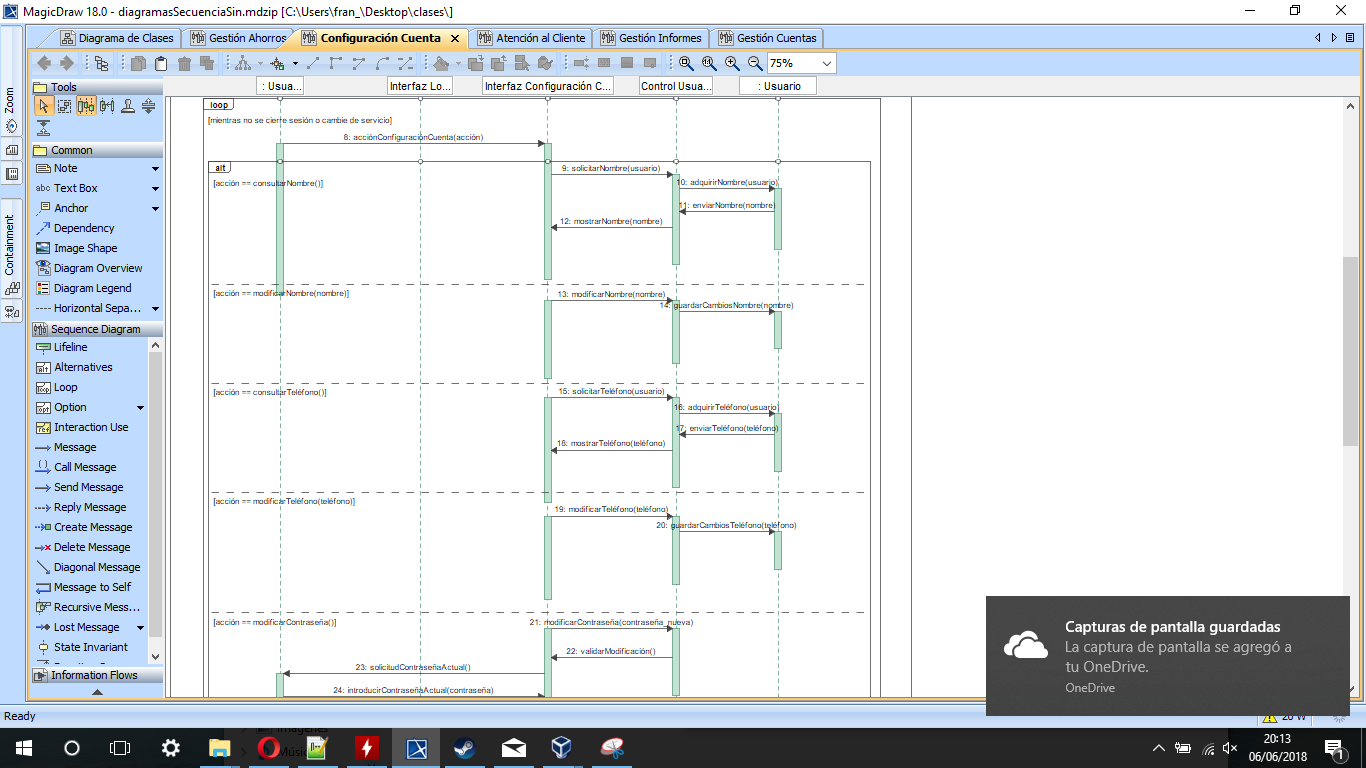 MagicDraw 18.0 - diagramasSecuenciaSin.mdzip [C:\Users\fran_\Desktop\clases\]
Diagrama de Clases
Gestión Ahorros
Configuración Cuenta
Atención al Cliente
Gestión Informes
Gestión Cuentas
75%
Zoom
Containment
Tools
Common
Note
abc Text Box
Anchor
Dependency
Image Shape
Diagram Overview
Diagram Legend
Horizontal Sepa...
Sequence Diagram
Lifeline
Alternatives
Loop
Option
Interaction Use
Message
Call Message
Send Message
Reply Message
Create Message
Delete Message
Diagonal Message
Message to Self
Recursive Mess...
Lost Message
State Invariant
Information Flows
: Usua...
Interfaz Lo...
Interfaz Configuración C...
Control Usua...
: Usuario
loop
[mientras no se cierre sesión o cambie de servicio]
8: acciónConfiguraciónCuenta(acción)
alt
[acción == consultarNombre()]
9: solicitarNombre(usuario)
10: adquirirNombre(usuario)
11: enviarNombre(nombre)
12: mostrarNombre(nombre)
[acción == modificarNombre(nombre)]
13: modificarNombre(nombre)
14: guardarCambiosNombre(nombre)
[acción == consultarTeléfono()]
15: solicitarTeléfono(usuario)
16: adquirirTeléfono(usuario)
17: enviarTeléfono(teléfono)
18: mostrarTeléfono(teléfono)
[acción == modificarTeléfono(teléfono)]
19: modificarTeléfono(teléfono)
20: guardarCambiosTeléfono(teléfono)
[acción == modificarContraseña()]
21: modificarContraseña(contraseña_nueva)
22: validarModificación()
23: solicitudContraseñaActual()
24: introducirContraseñaActual(contraseña)
Capturas de pantalla guardadas
La captura de pantalla se agregó a
tu OneDrive.
OneDrive
Ready
20 W
Imágenes
Músic
20:13
06/06/2018
1